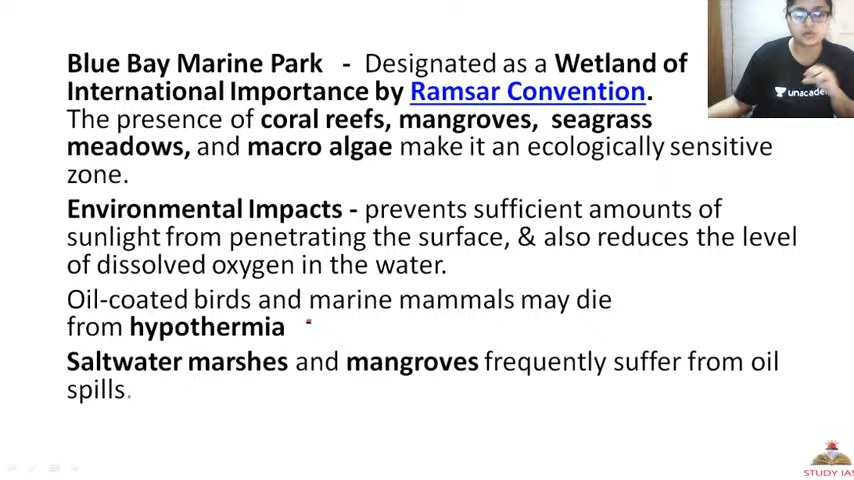 Blue Bay Marine Park - Designated as a Wetland of
International Importance by Ramsar Convention.
The presence of coral reefs, mangroves, seagrass
meadows, and macro algae make it an ecologically sensitive
zone.
Environmental Impacts - prevents sufficient amounts of
sunlight from penetrating the surface, & also reduces the level
of dissolved oxygen in the water.
Oil-coated birds and marine mammals may die
from hypothermia
Saltwater marshes and mangroves frequently suffer from oil
spills.
unacade
STUDY IAS